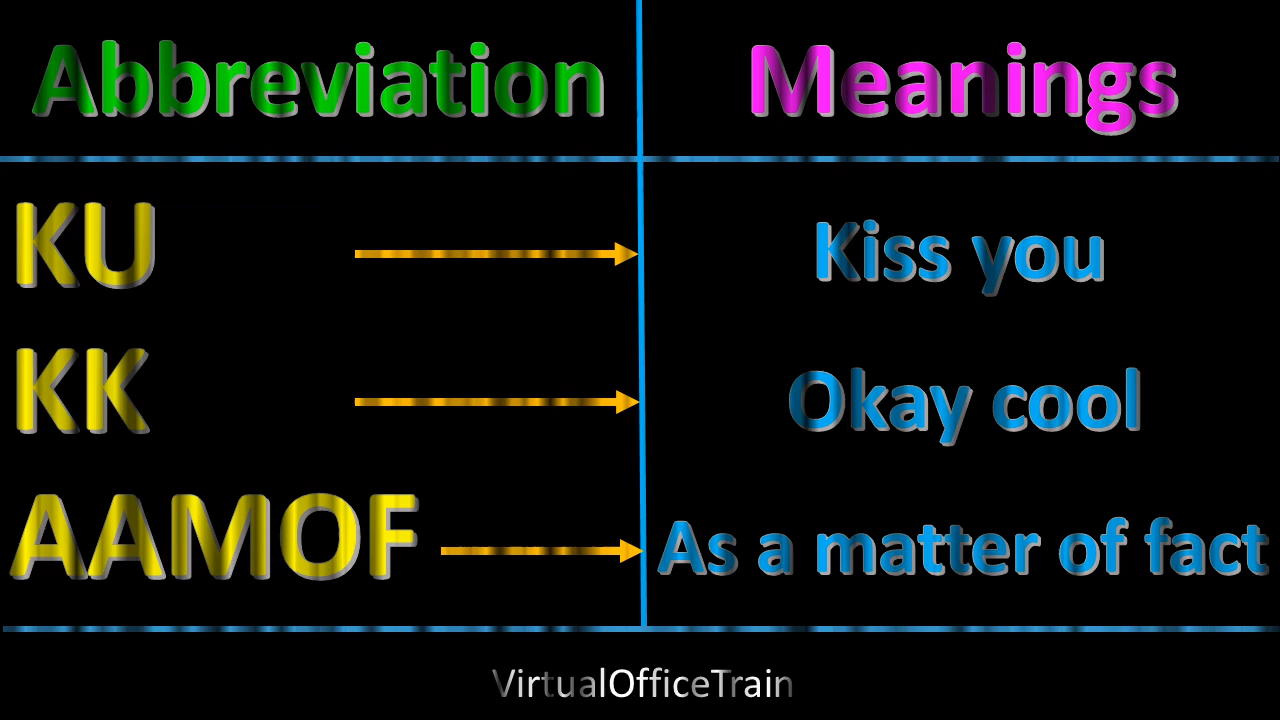 Abbreviation Meanings
KU Kiss you
KK Okay cool
AAMOF As a matter of fact
VirtualOfficeTrain